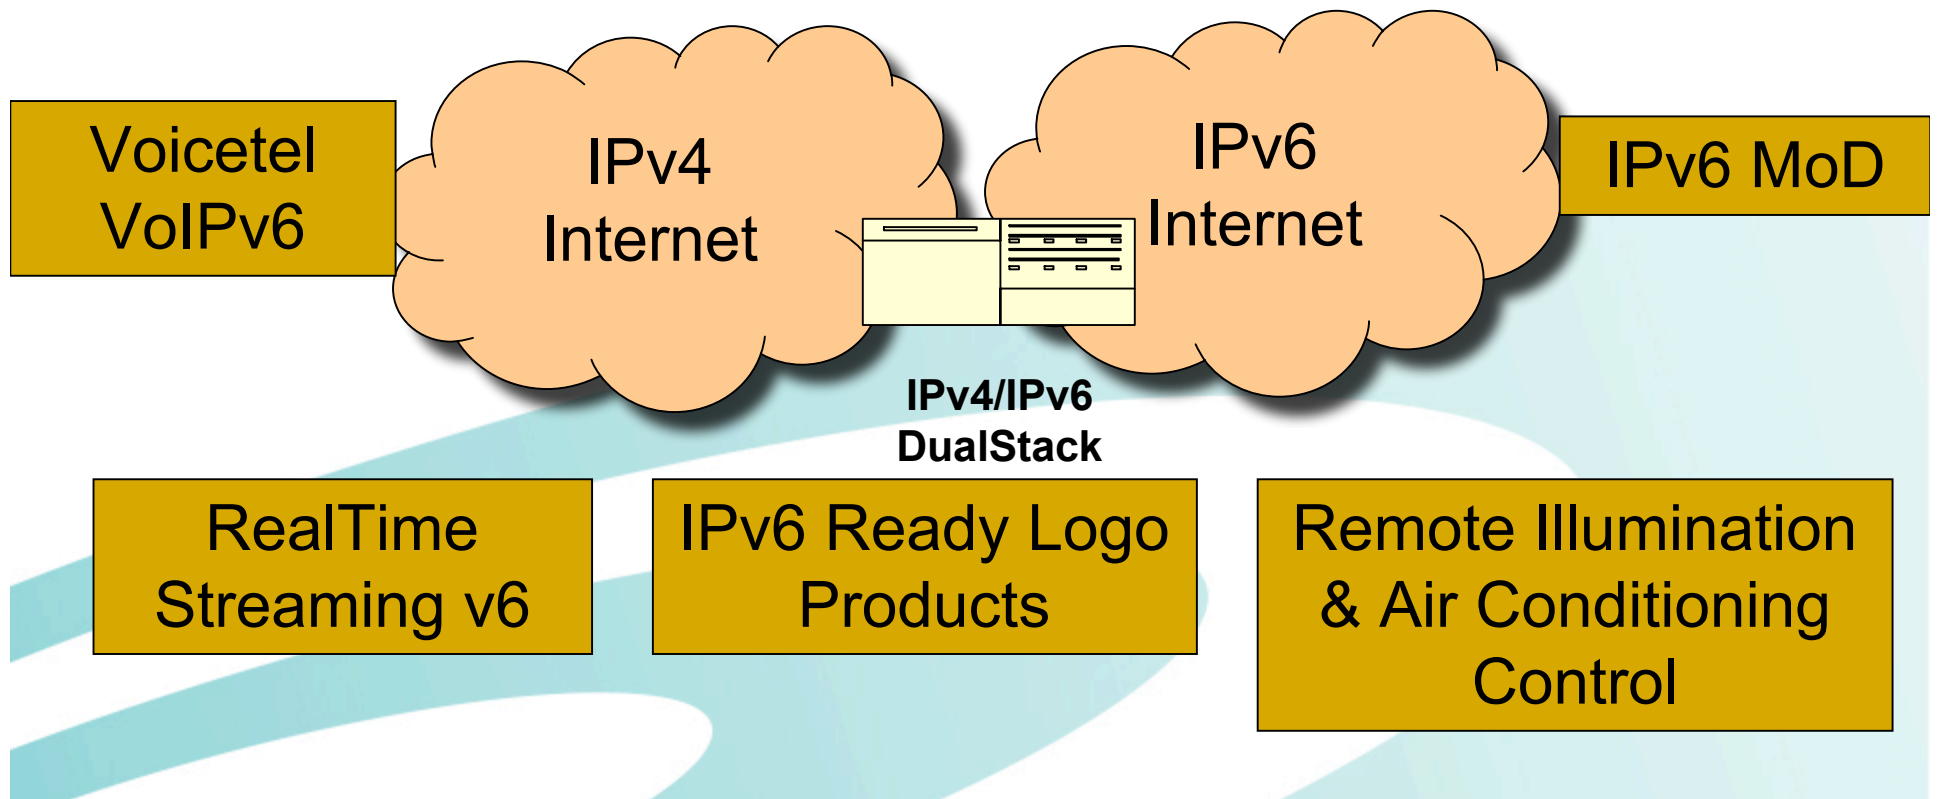 Voicetel
VoIPv6
IPv4
Internet
IPv6
Internet
IPv6 MoD
IPv4/IPv6
DualStack
RealTime
Streaming v6
IPv6 Ready Logo
Products
Remote Illumination
& Air Conditioning
Control